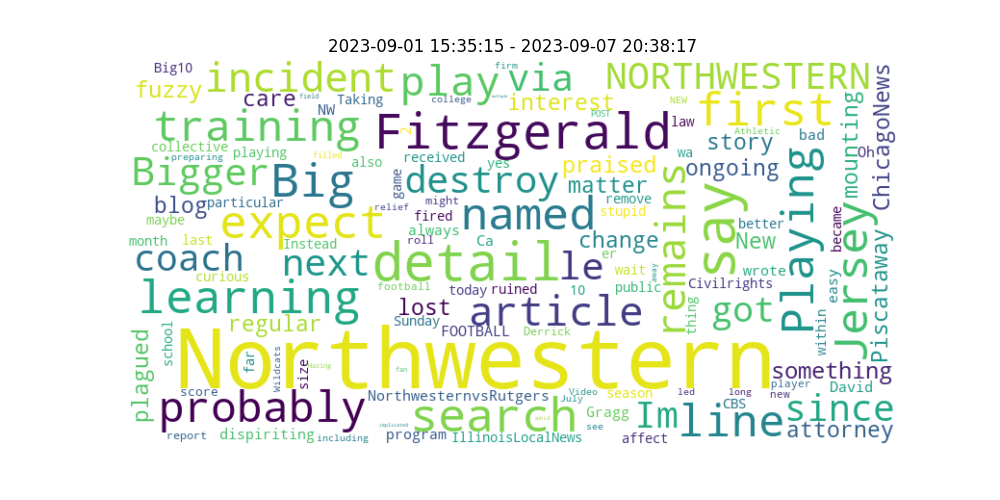 2023-09-01 15:35:15 - 2023-09-07 20:38:17
Big10
incident
play
via
firm
NORTHWESTERN
ChicagoNews
fuzzy
care
field
Taking
college
interest
NEW
first
mounting
NW
POST
training
Fitzgerald
2
law
Athletic
bad
collective
preparing
playing
filled
also
received
yes
praised
wa
story
Oh
Bigger
Big
game
destroy
matter
ongoing
Playing
blog
particular
relief
might
named
remove
stupid
remains
say
Jersey
maybe
expect
fired
always
better
became
month
last
Instead
roll
Ca
change
New
Piscataway
coach
next
detail
le
er
wait
away
wrote
curious
football
public
Civilrights
easy
learning
today
ruined
10
thing
lost
article
got
within
plagued
school
regular
Sunday
FOOTBALL
Derrick
far
Wildcats
Northwestern
size
Hazing
fan
something
score
NorthwesternvsRutgers
Video
July
season
led
long
player
new
David
probably
search
Gragg
Im
line
CBS
since
report
dispiriting
including
implicated
program
IllinoisLocalNews
see
affect
attorney